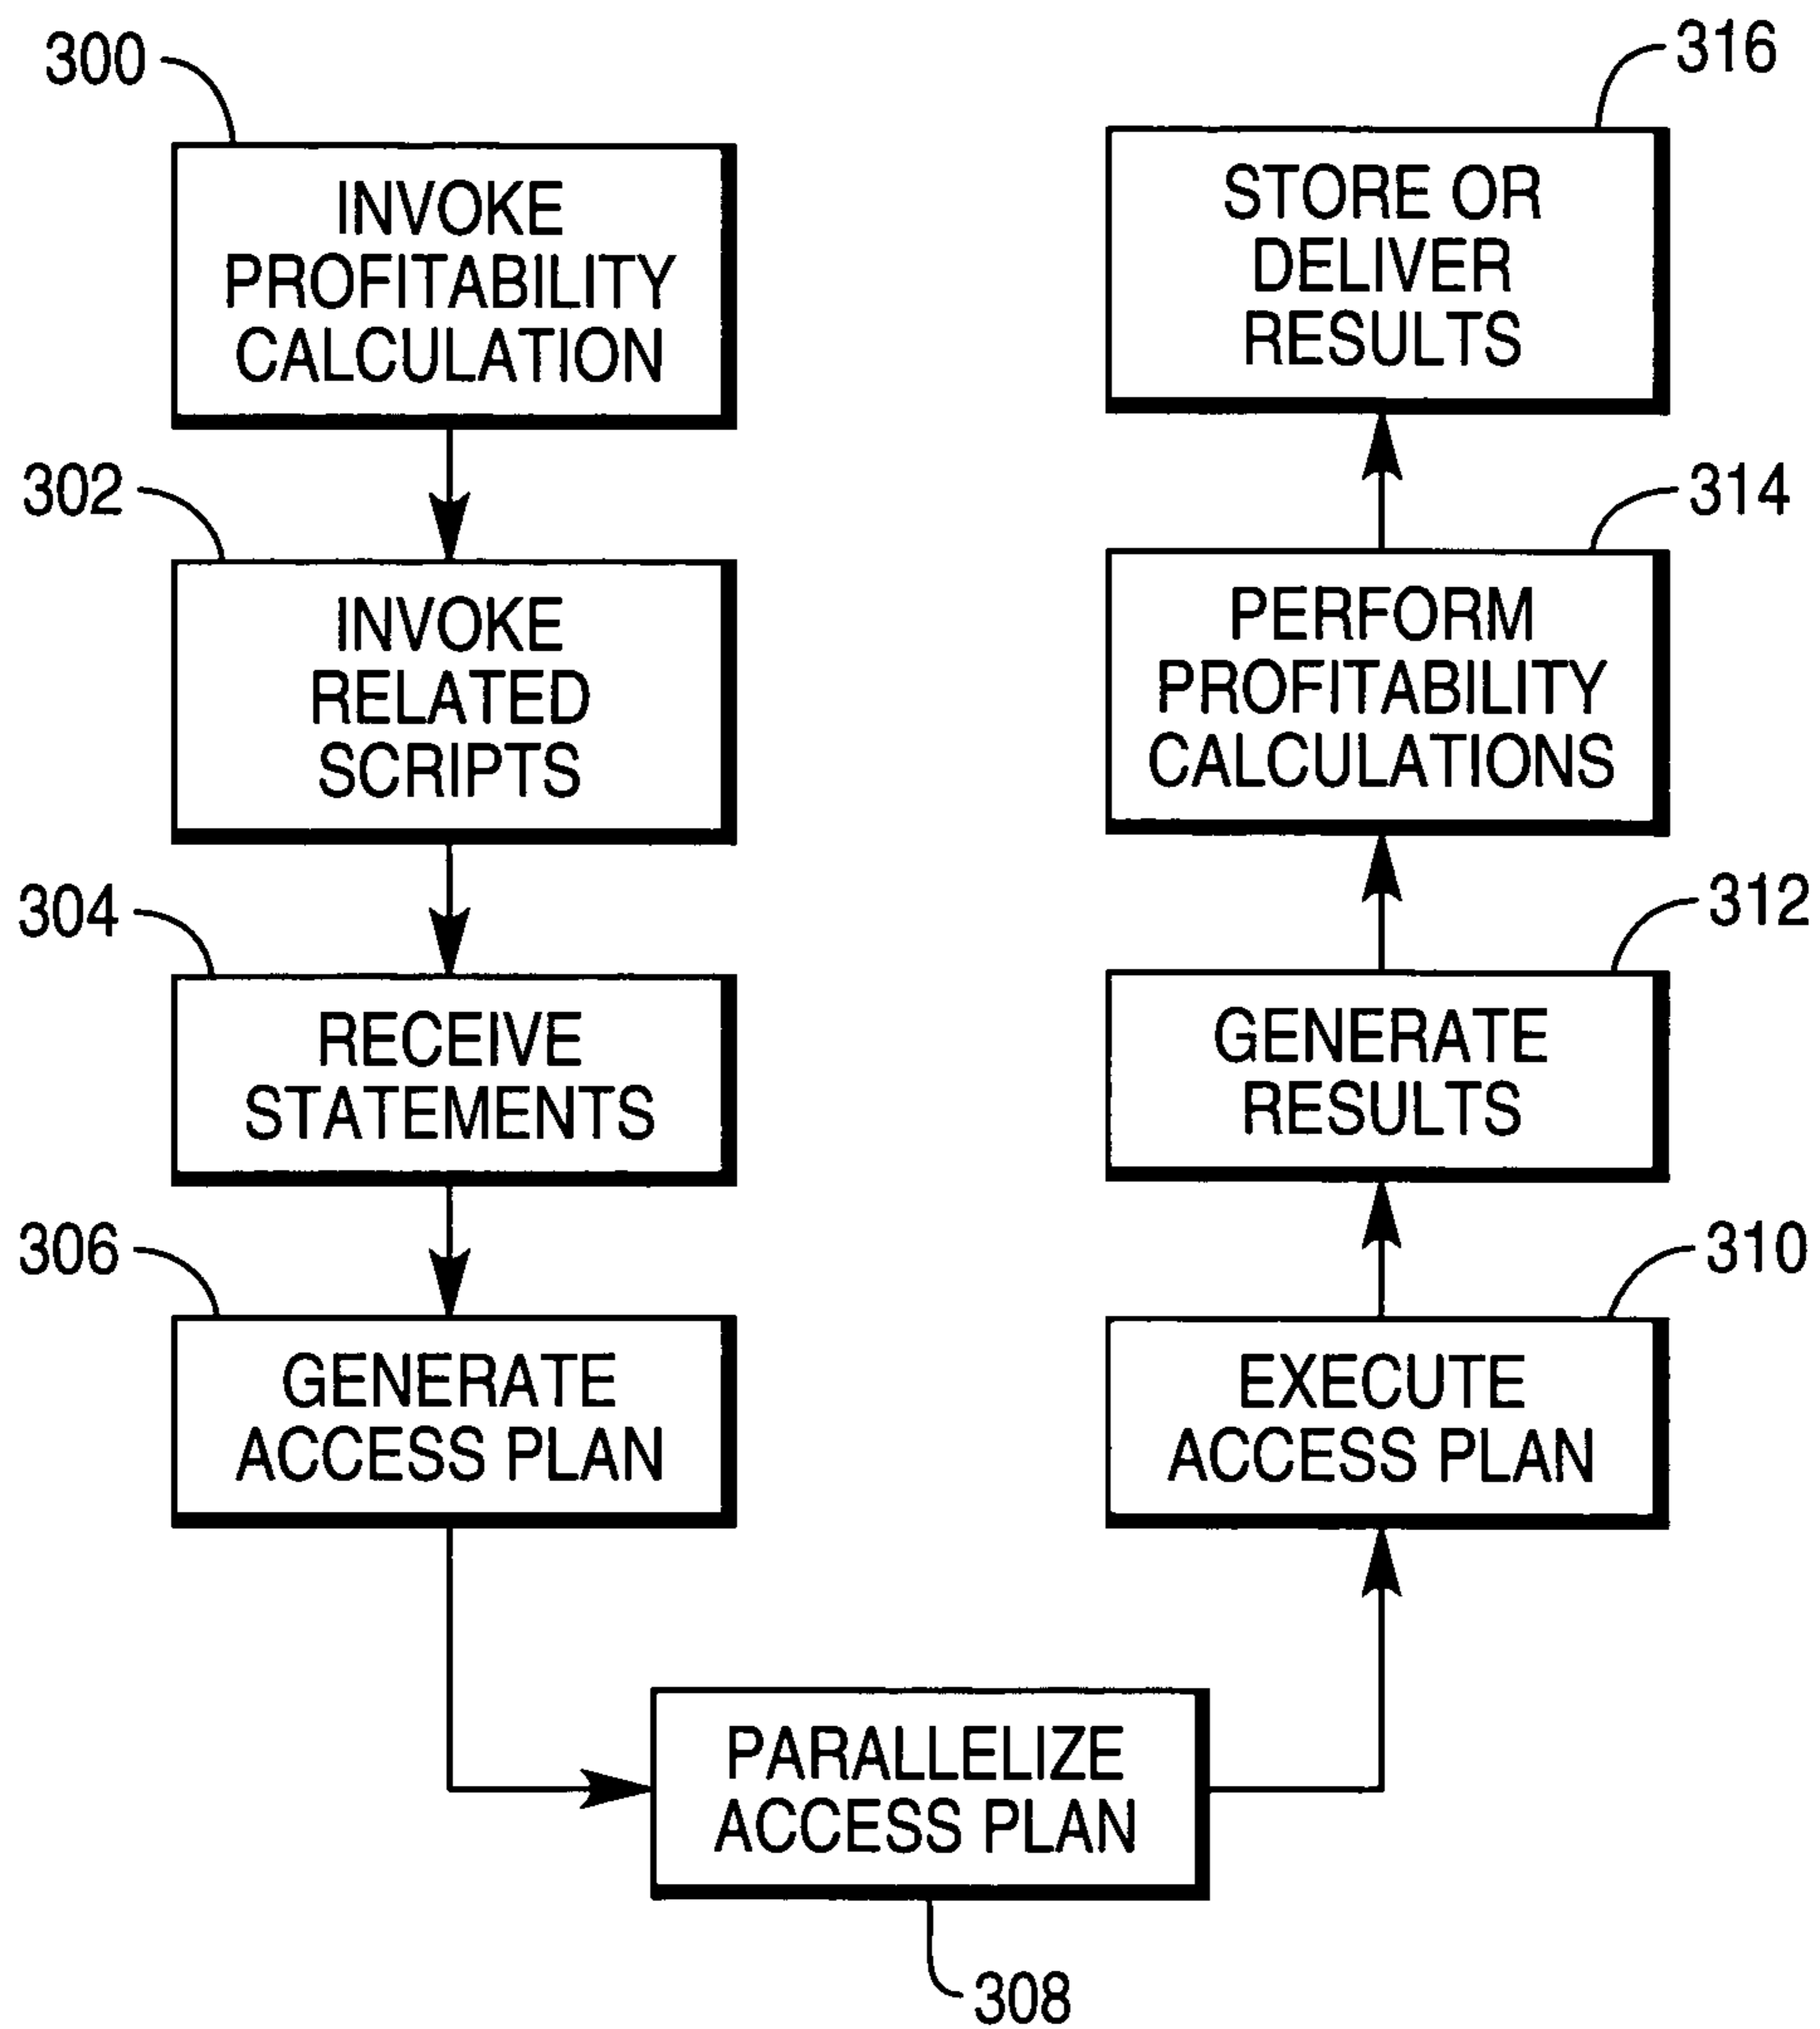 300
INVOKE
PROFITABILITY
CALCULATION
302
INVOKE
RELATED
SCRIPTS
304
RECEIVE
STATEMENTS
306
GENERATE
ACCESS PLAN
PARALLELIZE
ACCESS PLAN
308
310
EXECUTE
ACCESS PLAN
312
GENERATE
RESULTS
314
PERFORM
PROFITABILITY
CALCULATIONS
316
STORE OR
DELIVER
RESULTS